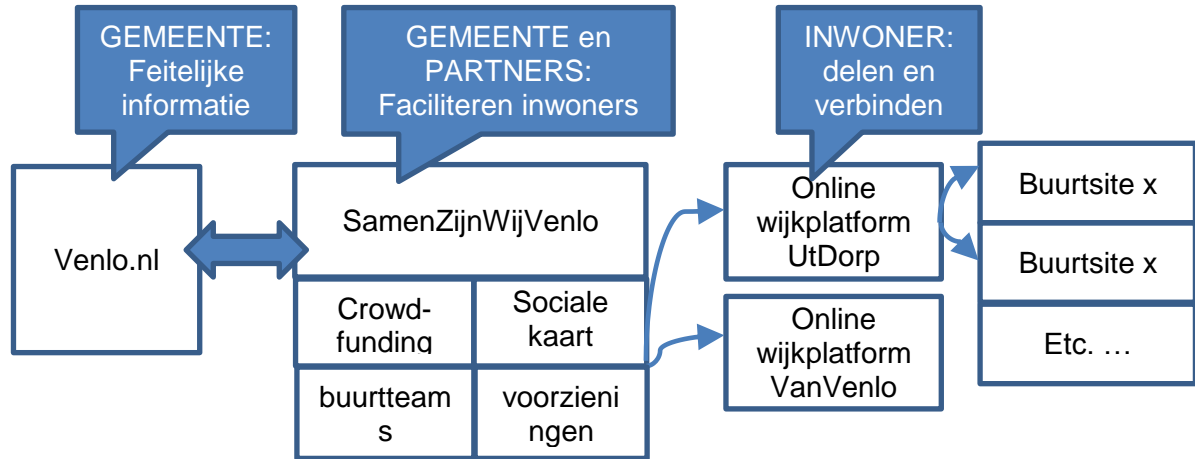 GEMEENTE:
Feitelijke
informatie
GEMEENTE en
PARTNERS:
Faciliteren inwoners
INWONER:
delen en
verbinden
Venlo.nl
SamenZijnWijVenlo
Crowd-
funding
Sociale
kaart
buurtteam
s
voorzieni
ngen
Online
wijkplatform
UtDorp
Online
wijkplatform
VanVenlo
Buurtsite x
Buurtsite x
Etc. …